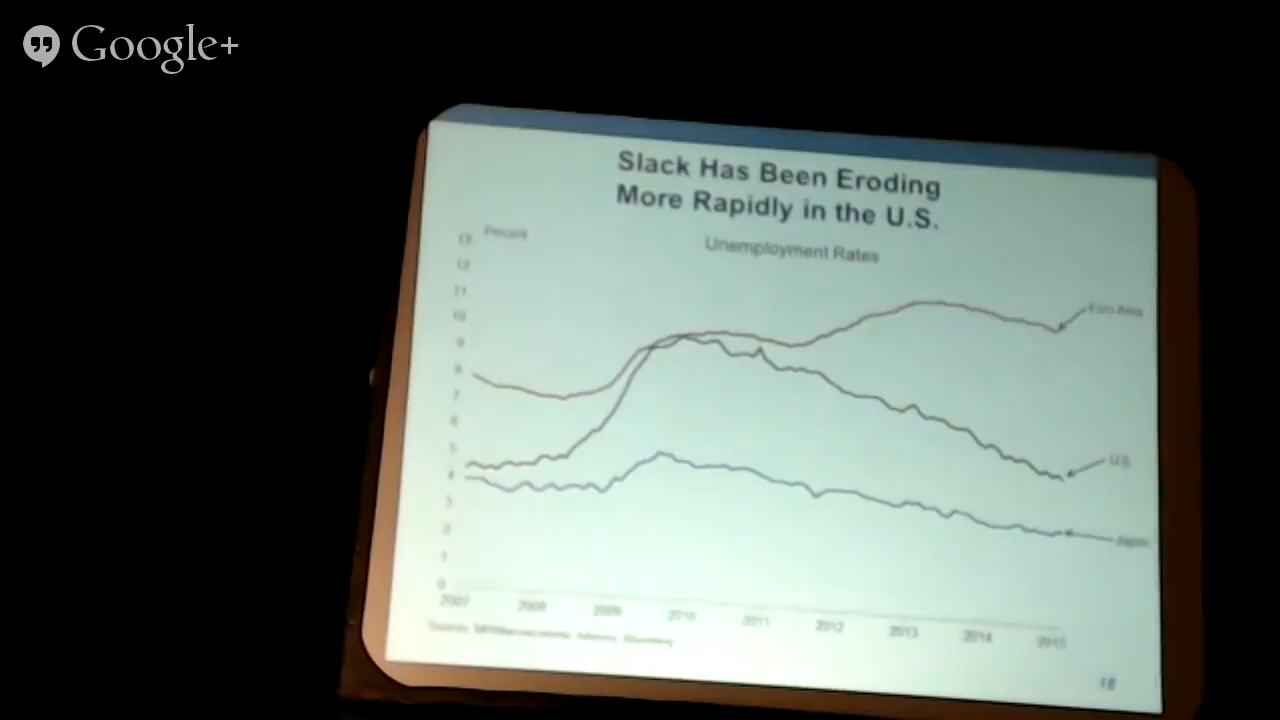 Google+
Slack Has Been Eroding
More Rapidly in the U.S.
Percent
Unemployment Rates
13
12
11
10
9
8
7
6
5
4
3
2
1
0
Euro Area
U.S.
Japan
2007 2008 2009 2010 2011 2012 2013 2014 2015
18